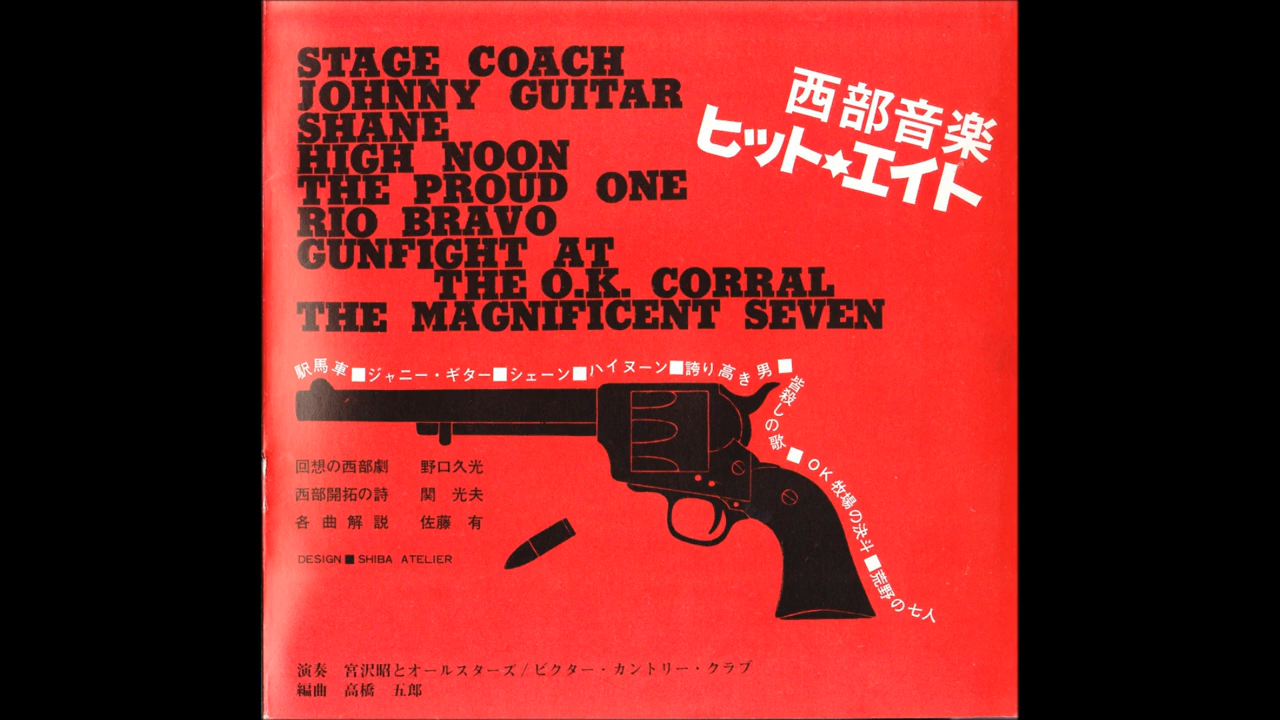 STAGE COACH
JOHNNY GUITAR
SHANE
HIGH NOON
THE PROUD ONE
RIO BRAVO
GUNFIGHT AT
THE O.K. CORRAL
THE MAGNIFICENT SEVEN
西部音楽
ヒット★エイト
駅馬車■ジャニー・ギター■シェーン■ハイヌーン■誇り高き男■皆殺しの歌■OK牧場の決斗■荒野の七人
回想の西部劇 野口久光
西部開拓の詩 関 光夫
各曲解説 佐藤 有
DESIGN■SHIBA ATELIER
演奏 宮沢昭とオールスターズ/ビクター・カントリー・クラブ
編曲 高橋 五郎